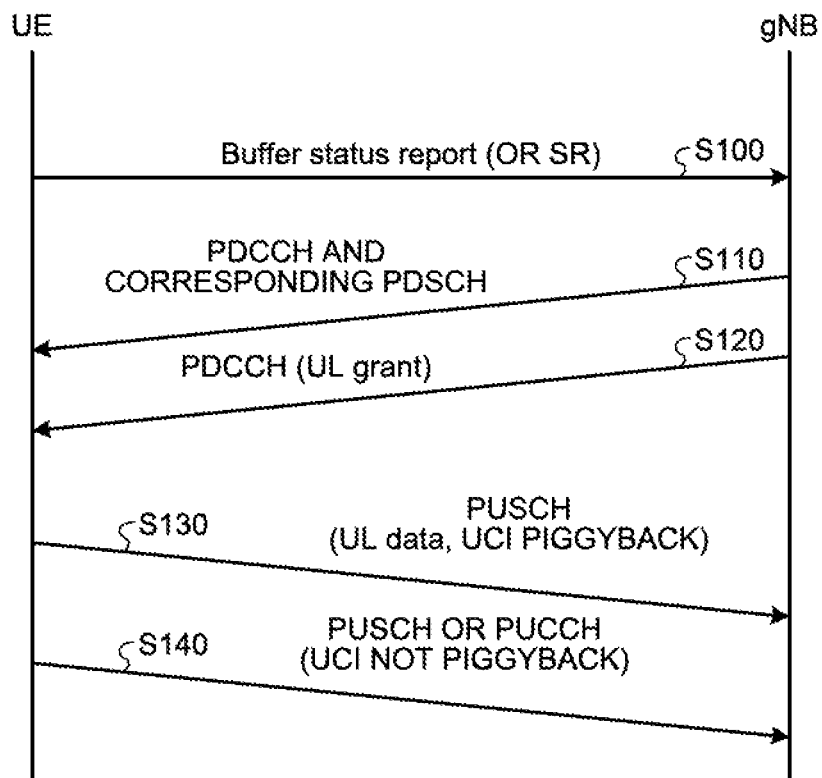 UE
gNB
Buffer status report (OR SR)
S100
PDCCH AND
CORRESPONDING PDSCH
S110
S120
PDCCH (UL grant)
S130
PUSCH
(UL data, UCI PIGGYBACK)
S140
PUSCH OR PUCCH
(UCI NOT PIGGYBACK)